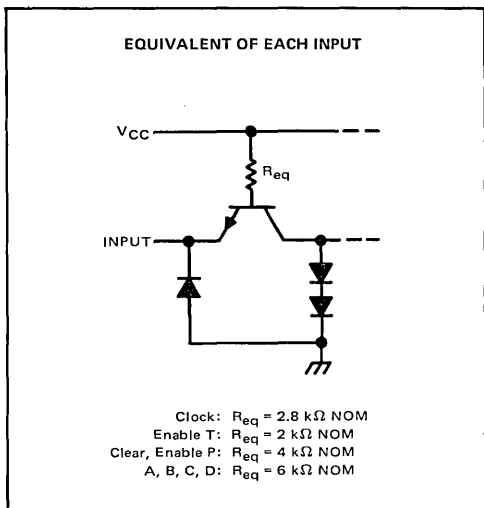 EQUIVALENT OF EACH INPUT
VCC
Req
INPUT
Clock: Req = 2.8 kΩ NOM
Enable T: Req = 2 kΩ NOM
Clear, Enable P: Req = 4 kΩ NOM
A, B, C, D: Req = 6 kΩ NOM